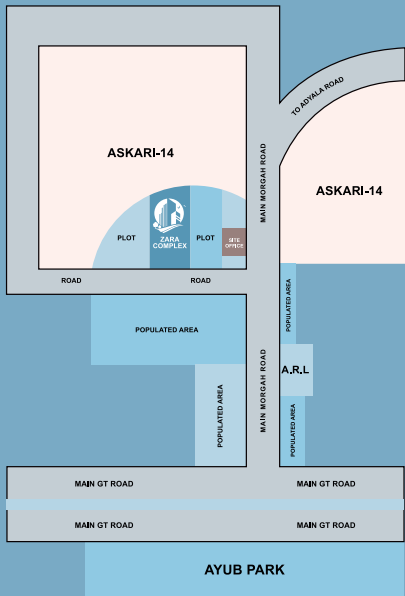 TO ADYALA ROAD
ASKARI-14
MAIN MORGAH ROAD
ASKARI-14
PLOT
ZARA
COMPLEX
PLOT
SITE
OFFICE
ROAD
ROAD
POPULATED AREA
POPULATED AREA
A.R.L
MAIN MORGAH ROAD
POPULATED AREA
POPULATED AREA
MAIN GT ROAD
MAIN GT ROAD
MAIN GT ROAD
MAIN GT ROAD
AYUB PARK